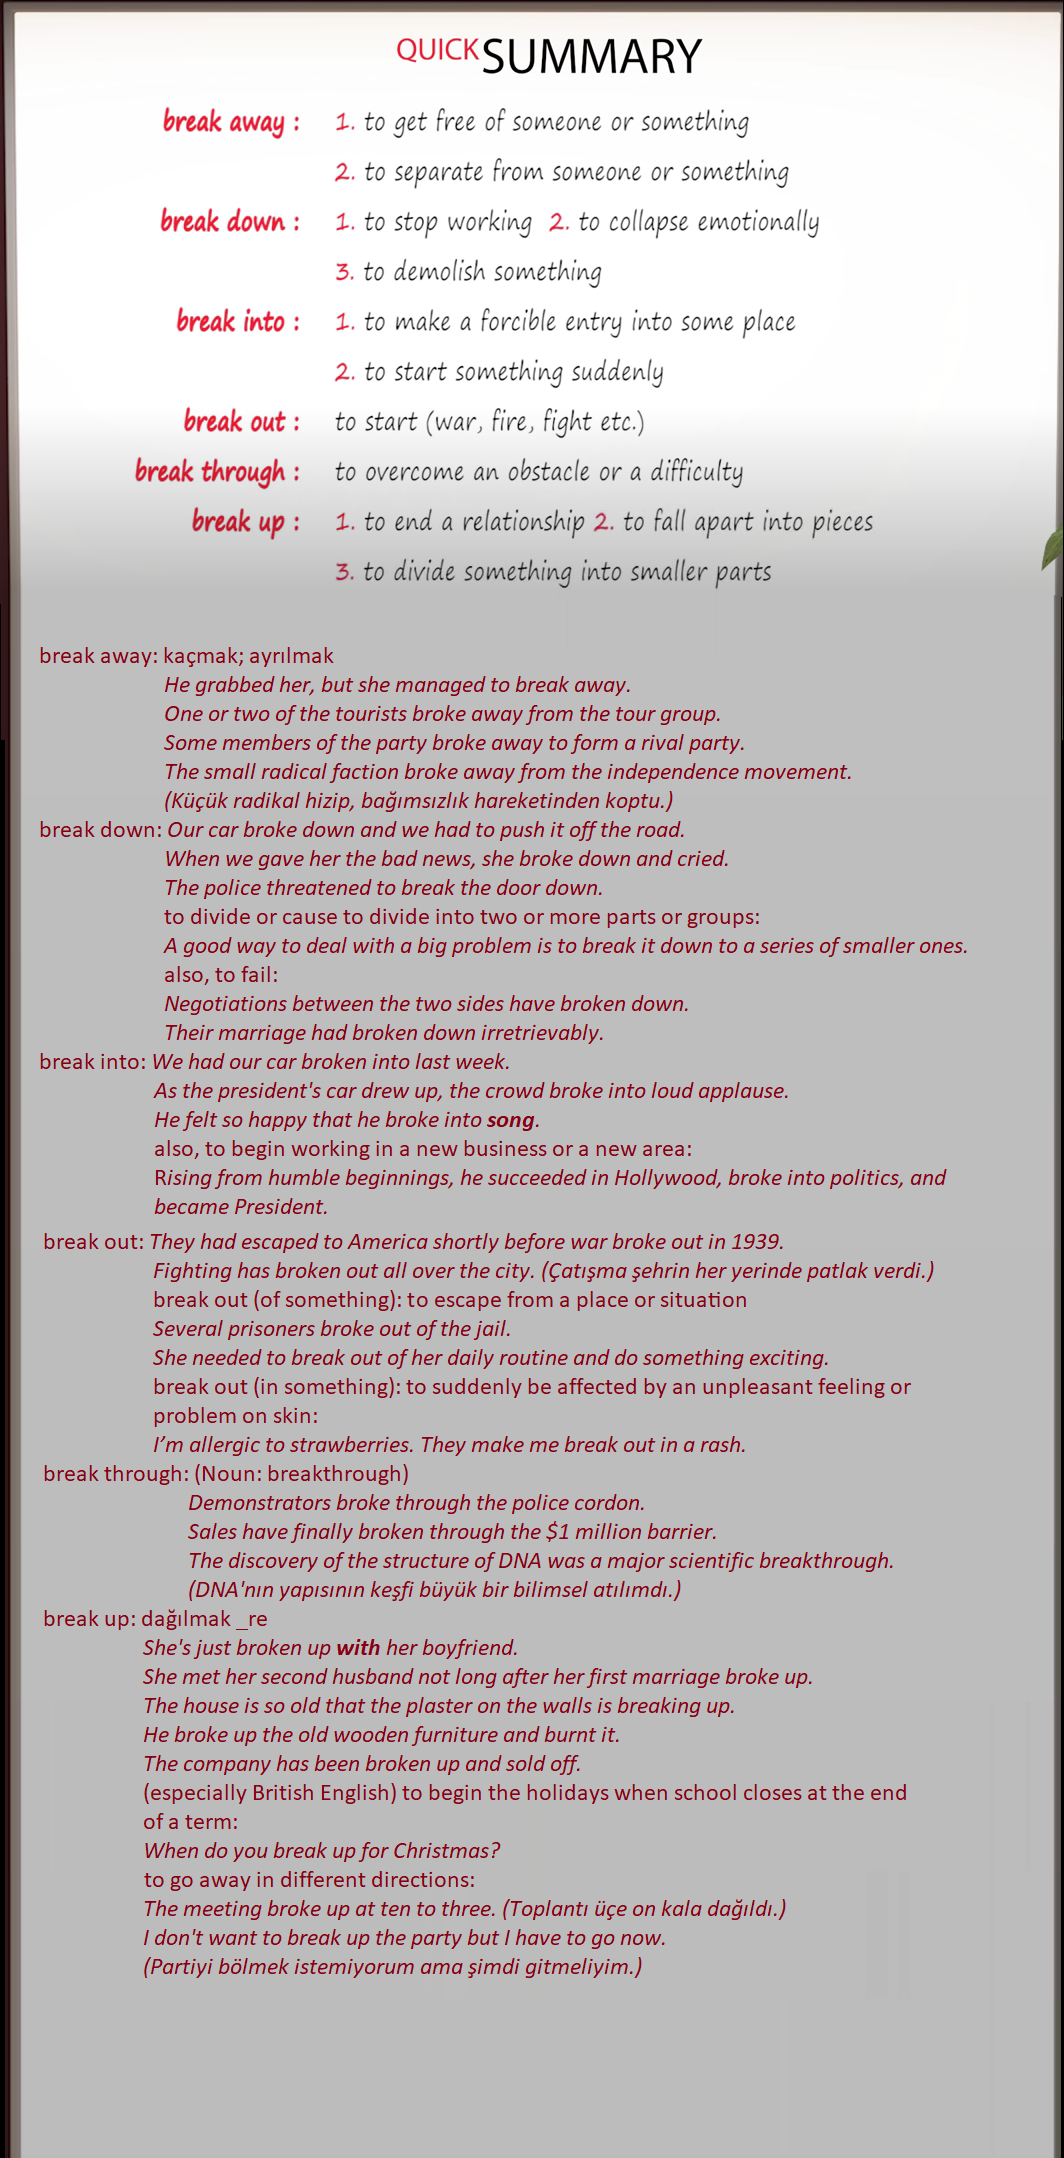 QUICK SUMMARY
break away : 1. to get free of someone or something
2. to separate from someone or something
break down : 1. to stop working 2. to collapse emotionally
3. to demolish something
break into : 1. to make a forcible entry into some place
2. to start something suddenly
break out : to start (war, fire, fight etc.)
break through : to overcome an obstacle or a difficulty
break up : 1. to end a relationship 2. to fall apart into pieces
3. to divide something into smaller parts
break away: kaçmak; ayrılmak
He grabbed her, but she managed to break away.
One or two of the tourists broke away from the tour group.
Some members of the party broke away to form a rival party.
The small radical faction broke away from the independence movement.
(Küçük radikal hizip, bağımsızlık hareketinden koptu.)
break down: Our car broke down and we had to push it off the road.
When we gave her the bad news, she broke down and cried.
The police threatened to break the door down.
to divide or cause to divide into two or more parts or groups:
A good way to deal with a big problem is to break it down to a series of smaller ones.
also, to fail:
Negotiations between the two sides have broken down.
Their marriage had broken down irretrievably.
break into: We had our car broken into last week.
As the president's car drew up, the crowd broke into loud applause.
He felt so happy that he broke into song.
also, to begin working in a new business or a new area:
Rising from humble beginnings, he succeeded in Hollywood, broke into politics, and
became President.
break out: They had escaped to America shortly before war broke out in 1939.
Fighting has broken out all over the city. (Çatışma şehrin her yerinde patlak verdi.)
break out (of something): to escape from a place or situation
Several prisoners broke out of the jail.
She needed to break out of her daily routine and do something exciting.
break out (in something): to suddenly be affected by an unpleasant feeling or
problem on skin:
I’m allergic to strawberries. They make me break out in a rash.
break through: (Noun: breakthrough)
Demonstrators broke through the police cordon.
Sales have finally broken through the $1 million barrier.
The discovery of the structure of DNA was a major scientific breakthrough.
(DNA'nın yapısının keşfi büyük bir bilimsel atılımdı.)
break up: dağılmak _re
She's just broken up with her boyfriend.
She met her second husband not long after her first marriage broke up.
The house is so old that the plaster on the walls is breaking up.
He broke up the old wooden furniture and burnt it.
The company has been broken up and sold off.
(especially British English) to begin the holidays when school closes at the end
of a term:
When do you break up for Christmas?
to go away in different directions:
The meeting broke up at ten to three. (Toplantı üçe on kala dağıldı.)
I don't want to break up the party but I have to go now.
(Partiyi bölmek istemiyorum ama şimdi gitmeliyim.)